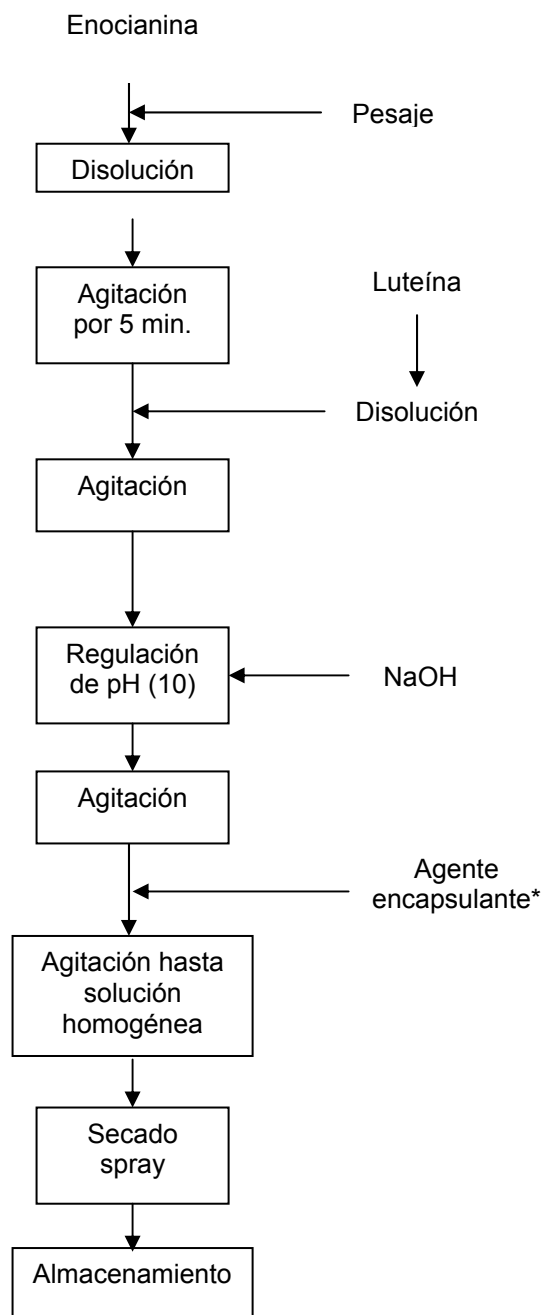 Enocianina
Pesaje
Disolución
Agitación
por 5 min.
Luteína
Disolución
Agitación
Regulación
de pH (10)
NaOH
Agitación
Agente
encapsulante*
Agitación hasta
solución
homogénea
Secado
spray
Almacenamiento